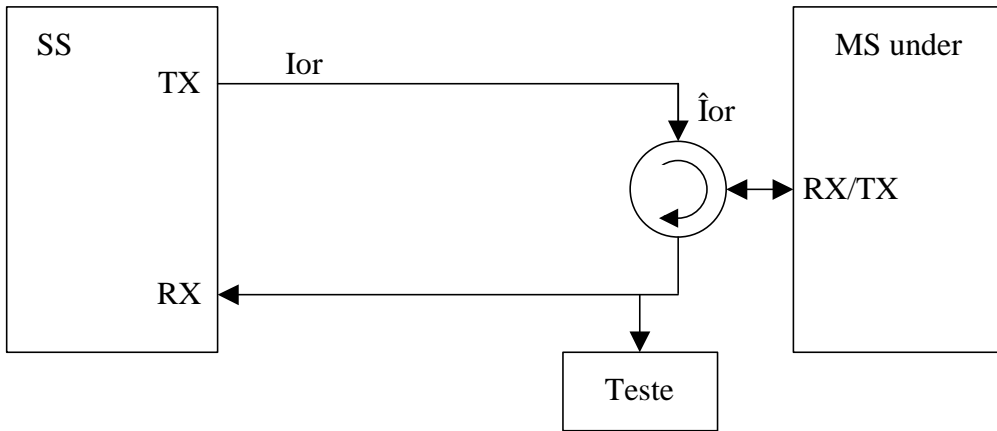 SS
MS under
TX
Ior
Îor
RX/TX
RX
Teste